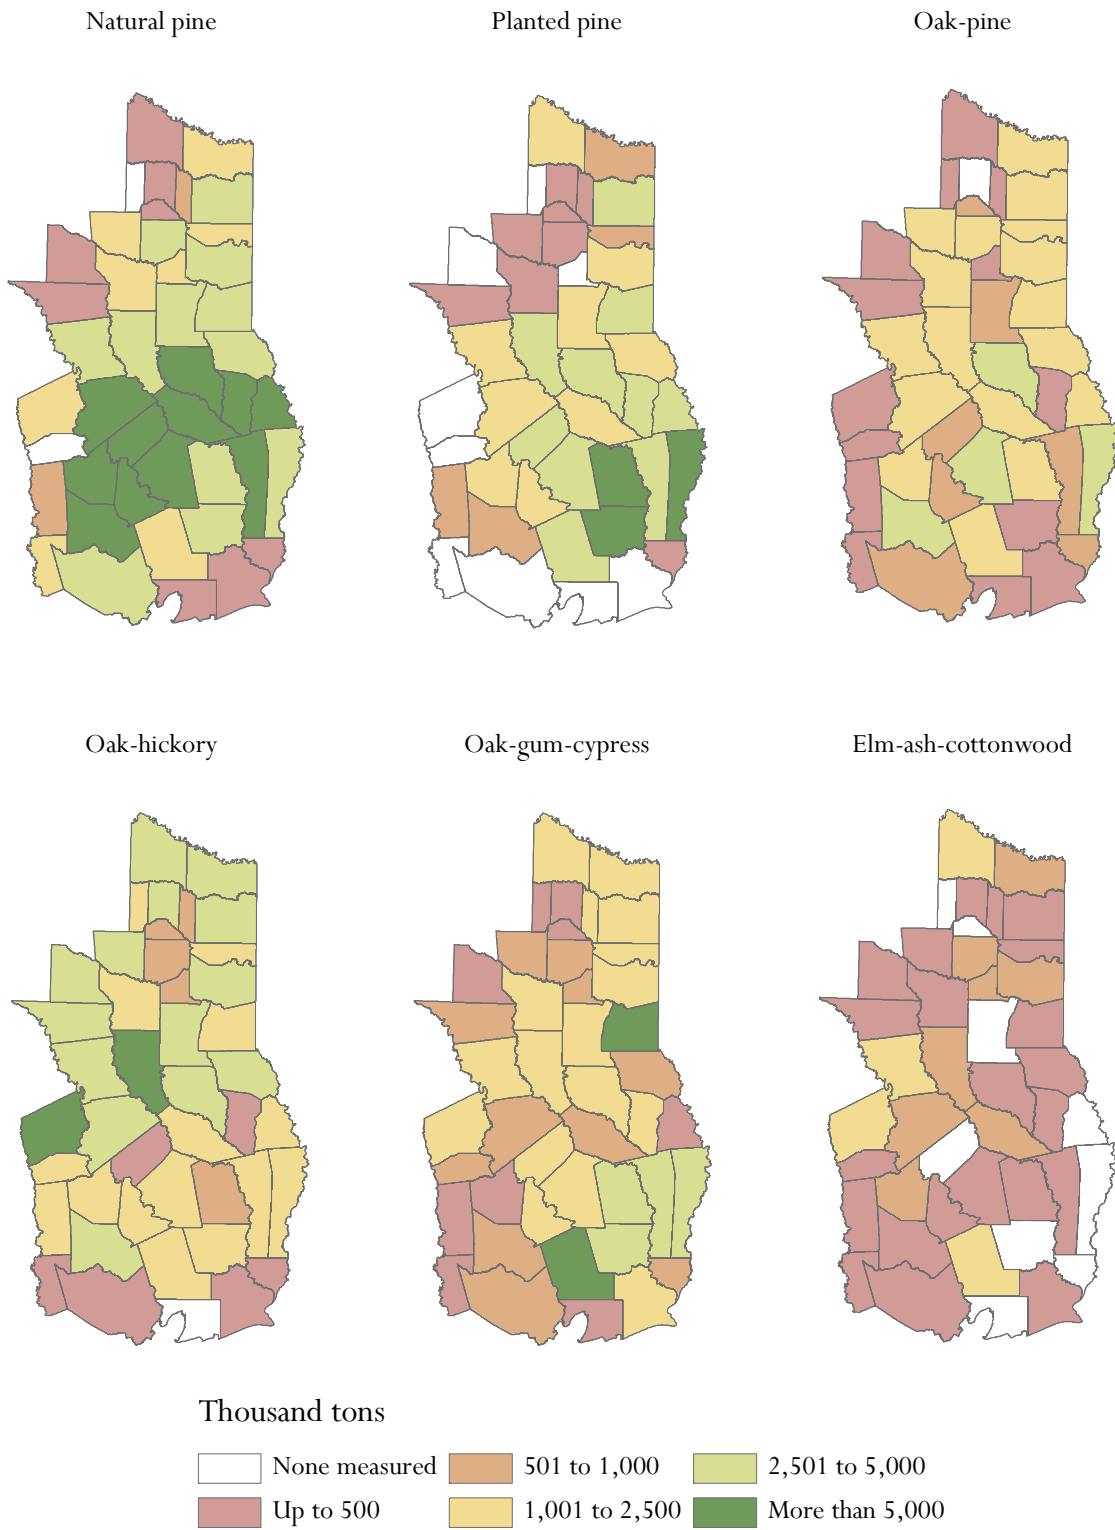 Natural pine
Planted pine
Oak-pine
Oak-hickory
Oak-gum-cypress
Elm-ash-cottonwood
Thousand tons
None measured
501 to 1,000
2,501 to 5,000
Up to 500
1,001 to 2,500
More than 5,000